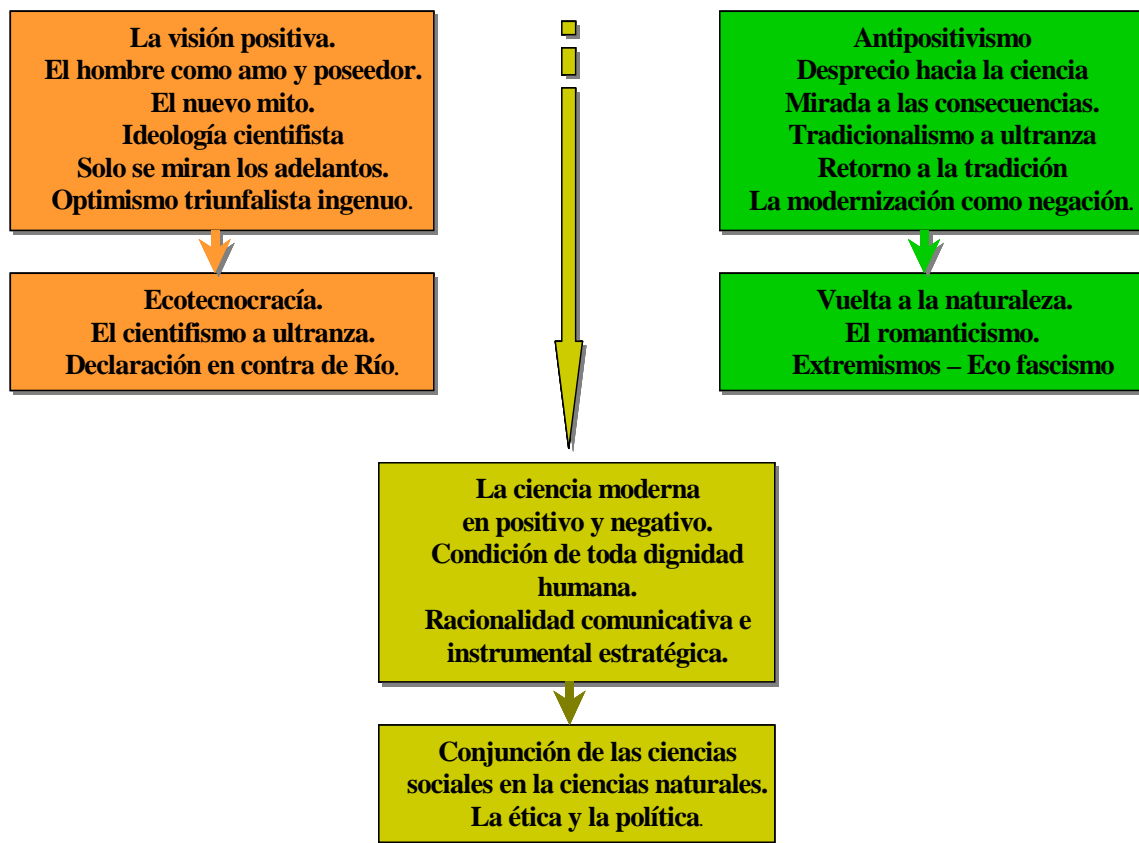 La visión positiva.
El hombre como amo y poseedor.
El nuevo mito.
Ideología cientifista
Solo se miran los adelantos.
Optimismo triunfalista ingenuo.
Ecotecnocracía.
El cientifismo a ultranza.
Declaración en contra de Río.
Antipositivismo
Desprecio hacia la ciencia
Mirada a las consecuencias.
Tradicionalismo a ultranza
Retorno a la tradición
La modernización como negación.
Vuelta a la naturaleza.
El romanticismo.
Extremismos – Eco fascismo
La ciencia moderna
en positivo y negativo.
Condición de toda dignidad
humana.
Racionalidad comunicativa e
instrumental estratégica.
Conjunción de las ciencias
sociales en la ciencias naturales.
La ética y la política.